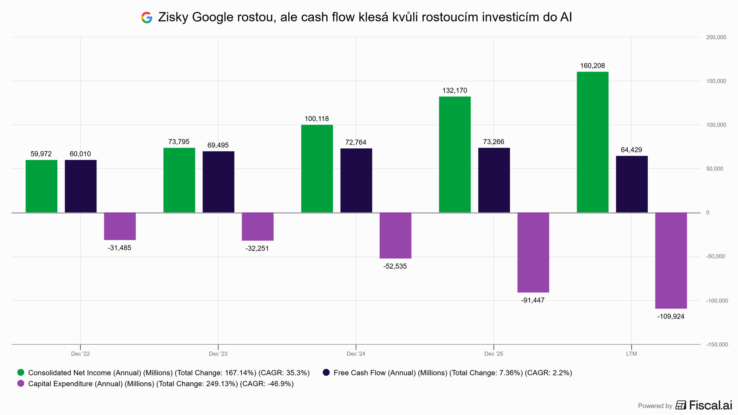 Zisky Google rostou, ale cash flow klesá kvůli rostoucím investicím do AI
200,000
160,208
150,000
132,170
100,118
100,000
73,795
69,495
72,764
73,266
64,429
59,972
60,010
50,000
0
-31,485
-32,251
-50,000
-52,535
-91,447
-100,000
-109,924
-150,000
Dec '22
Dec '23
Dec '24
Dec '25
LTM
Consolidated Net Income (Annual) (Millions) (Total Change: 167.14%) (CAGR: 35.3%)
Free Cash Flow (Annual) (Millions) (Total Change: 7.36%) (CAGR: 2.2%)
Capital Expenditure (Annual) (Millions) (Total Change: 249.13%) (CAGR: -46.9%)
Powered by Fiscal.ai